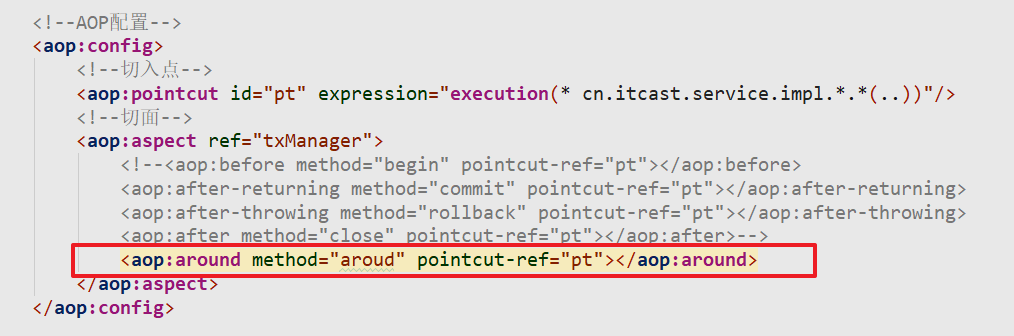 <!--AOP配置-->
<aop:config>
<!--切入点-->
<aop:pointcut id="pt" expression="execution(* cn.itcast.service.impl.*.*(..))"/>
<!--切面-->
<aop:aspect ref="txManager">
<!--<aop:before method="begin" pointcut-ref="pt"></aop:before>
<aop:after-returning method="commit" pointcut-ref="pt"></aop:after-returning>
<aop:after-throwing method="rollback" pointcut-ref="pt"></aop:after-throwing>
<aop:after method="close" pointcut-ref="pt"></aop:after>-->
<aop:around method="aroud" pointcut-ref="pt"></aop:around>
</aop:aspect>
</aop:config>